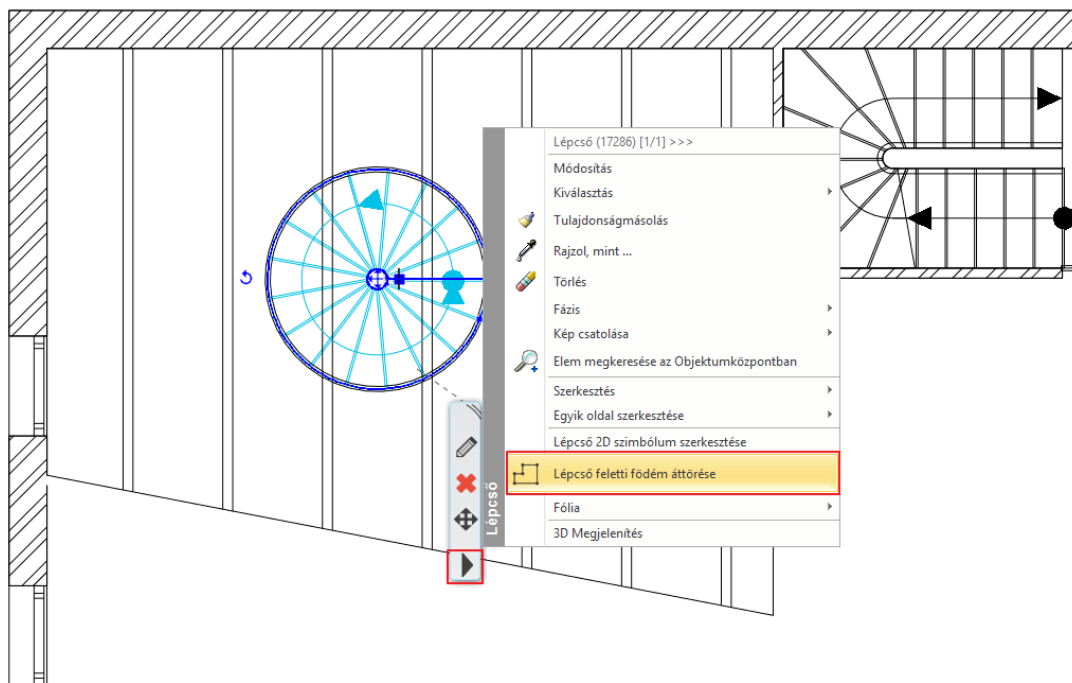 Lépcső (17286) [1/1] >>>
Módosítás
Kiválasztás
Tulajdonságmásolás
Rajzol, mint ...
Törlés
Fázis
Kép csatolása
Elem megkeresése az Objektumközpontban
Szerkesztés
Egyik oldal szerkesztése
Lépcső 2D szimbólum szerkesztése
Lépcső feletti födém áttörése
Fólia
3D Megjelenítés
Lépcső